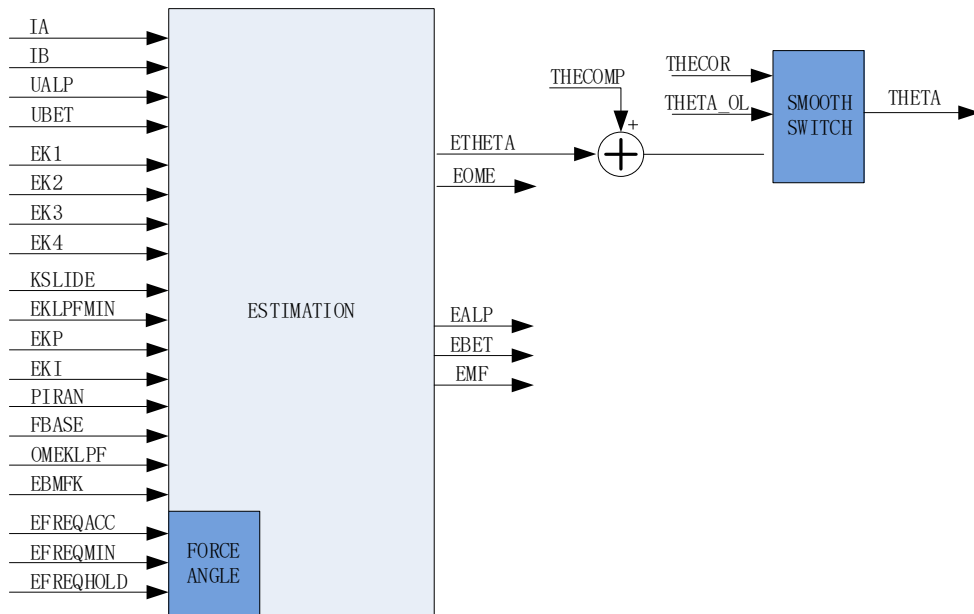 IA
IB
UALP
UBET
EK1
EK2
EK3
EK4
KSLIDE
EKLPFMIN
EKP
EKI
PIRAN
FBASE
OMEKLPF
EBMFK
EFREQACC
EFREQMIN
EFREQHOLD
FORCE
ANGLE
ESTIMATION
ETHETA
EOME
EALP
EBET
EMF
THECOMP
+
THECOR
THETA_OL
SMOOTH
SWITCH
THETA